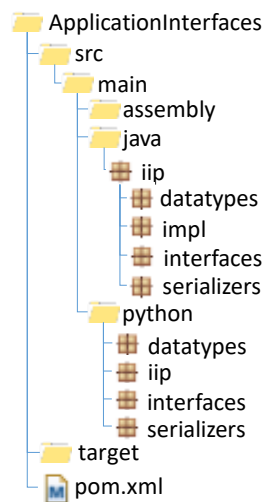 ApplicationInterfaces
src
main
assembly
java
iip
datatypes
impl
interfaces
serializers
python
datatypes
iip
interfaces
serializers
target
M pom.xml